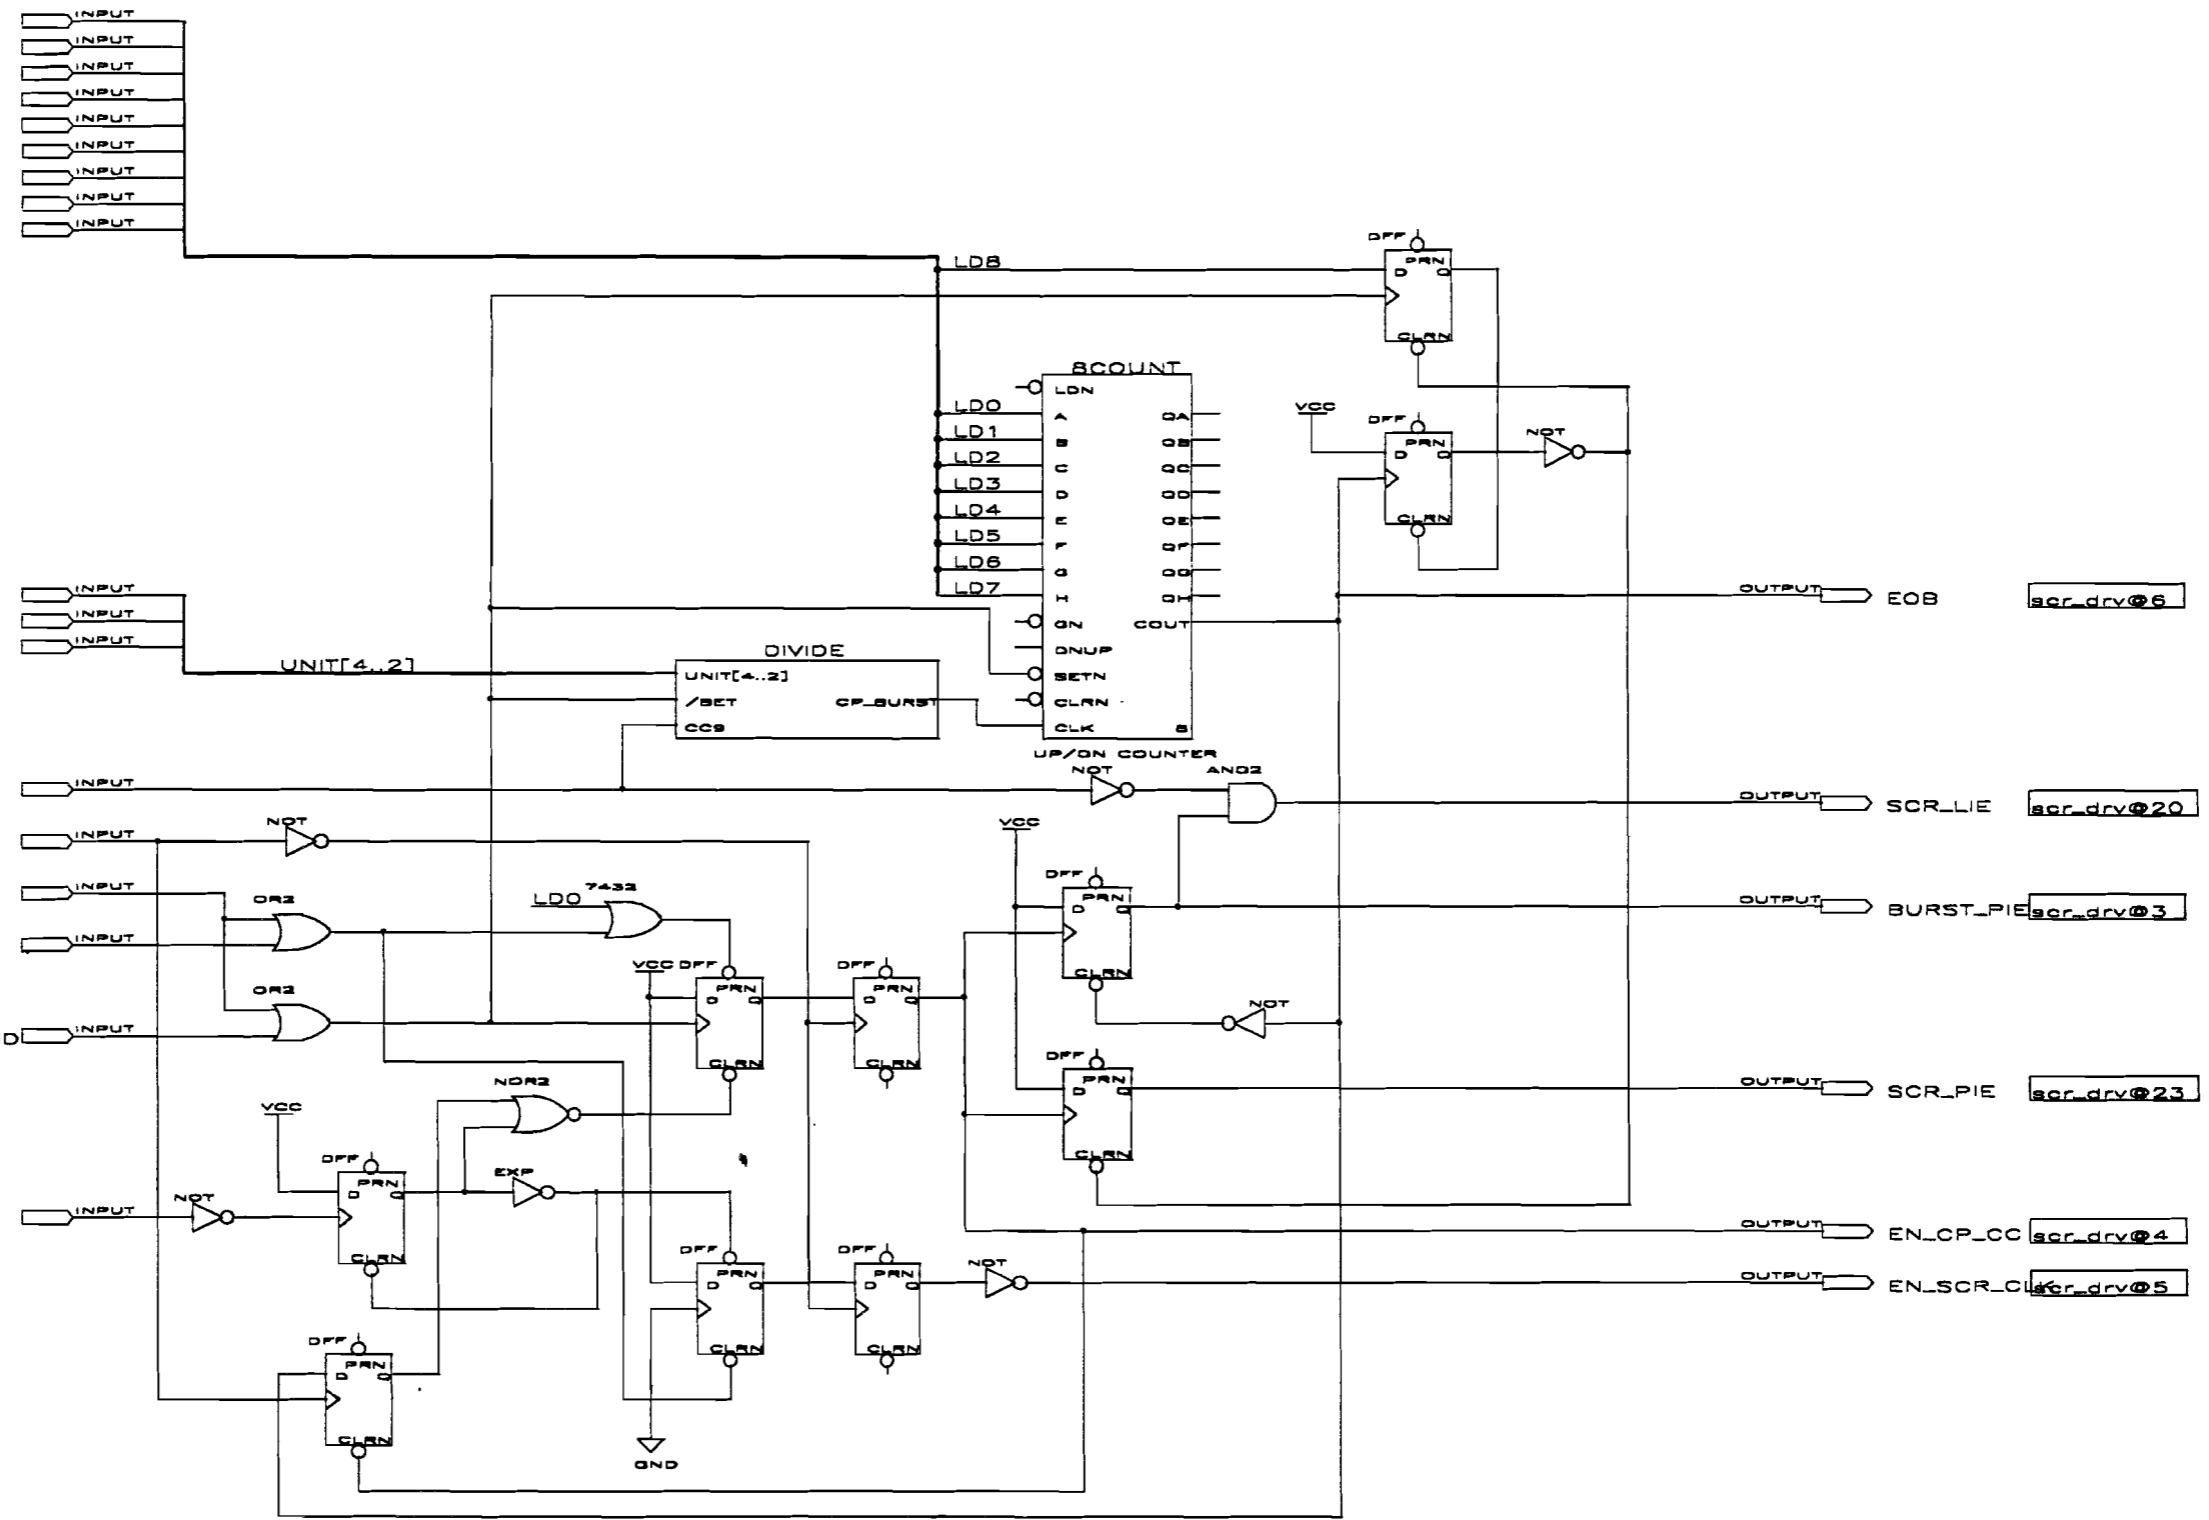 INPUT
INPUT
INPUT
INPUT
INPUT
INPUT
INPUT
INPUT
INPUT
DFF
PRN
LD8
D Q
CLRN
8COUNT
LDN
LD0 A QA
VCC
DFF
PRN
NOT
LD1 B QB
D Q
LD2 C QC
LD3 D QD
LD4 E QE
CLRN
LD5 F QF
LD6 G QG
LD7 H QH
INPUT
INPUT
INPUT
OUTPUT EOB scr_drv@6
GN COUT
DIVIDE
DNUP
UNIT[4..2]
UNIT[4..2]
SETN
/SET CP_BURST
CLRN
CC9
CLK 8
UP/DN COUNTER
INPUT
NOT
AND2
OUTPUT SCR_LIE scr_drv@20
INPUT
NOT
VCC
INPUT
DFF
PRN
OR2
LD0
7432
D Q
OUTPUT BURST_PIE scr_drv@3
INPUT
VCC
DFF
PRN
DFF
PRN
CLRN
OR2
D Q
D Q
NOT
D INPUT
CLRN
CLRN
DFF
PRN
NOR2
D Q
OUTPUT SCR_PIE scr_drv@23
VCC
DFF
PRN
EXP
CLRN
D Q
INPUT
NOT
OUTPUT EN_CP_CC scr_drv@4
CLRN
DFF
PRN
DFF
PRN
NOT
D Q
D Q
OUTPUT EN_SCR_CLK scr_drv@5
DFF
PRN
CLRN
CLRN
D Q
CLRN
GND